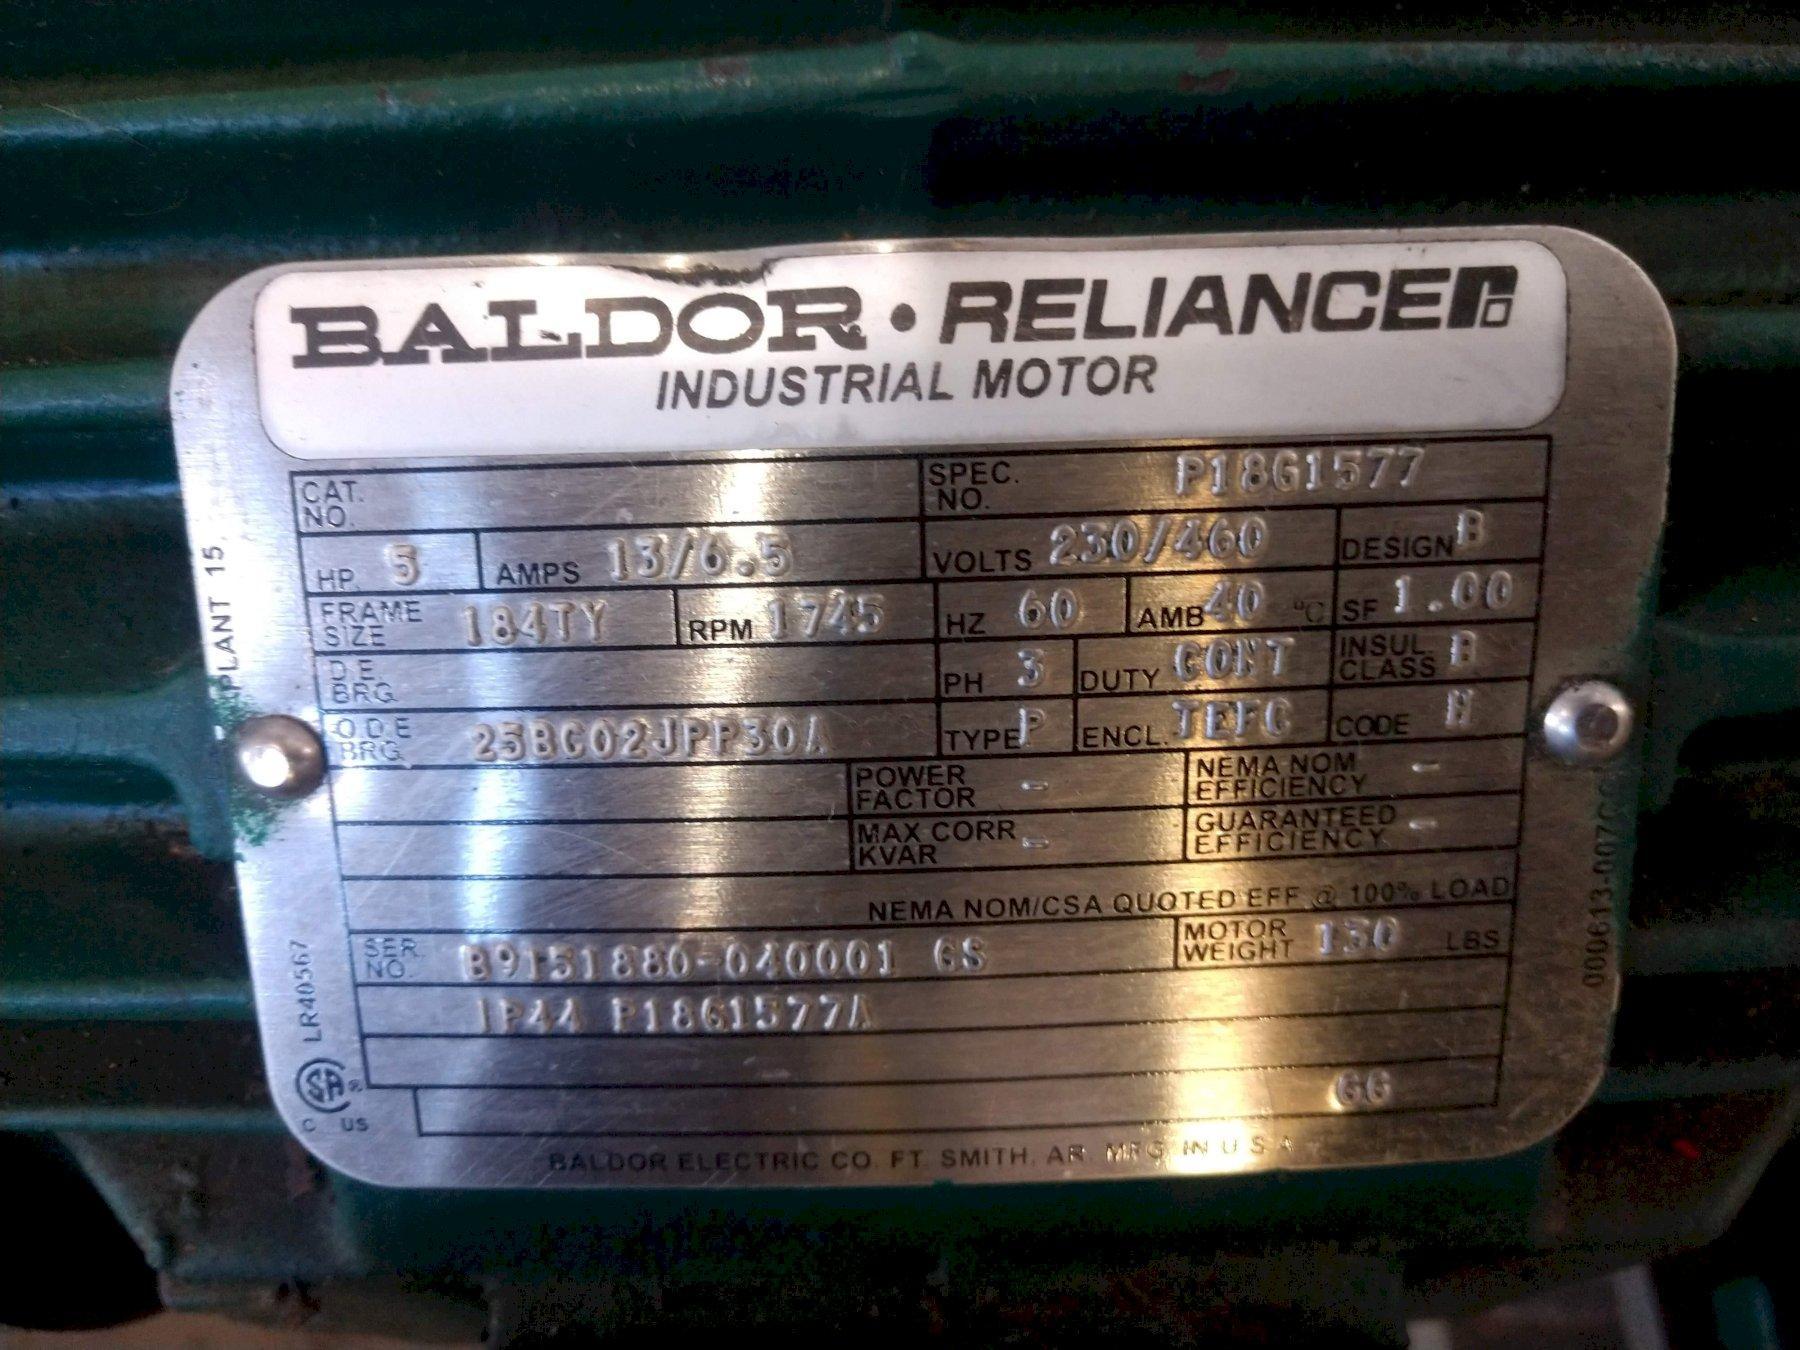 BALDOR • RELIANCE
INDUSTRIAL MOTOR
CAT. NO. SPEC. NO. P18G1577
HP. 5 AMPS 13/6.5 VOLTS 230/460 DESIGN B
FRAME SIZE 184TY RPM 1745 HZ 60 AMB 40 °C SF 1.00
D.E. BRG. PH 3 DUTY CONT INSUL. CLASS B
O.D.E. BRG. 25BC02JPP30A TYPE P ENCL. TEFC CODE H
POWER FACTOR - NEMA NOM EFFICIENCY -
MAX CORR KVAR - GUARANTEED EFFICIENCY -
NEMA NOM/CSA QUOTED EFF @ 100% LOAD
SER. NO. B9151880-040001 GS MOTOR WEIGHT 130 LBS
IP44 P18G1577A
GG
BALDOR ELECTRIC CO. FT. SMITH, AR. MFG. IN U.S.A.
PLANT 15
LR40567
SA ®
C US